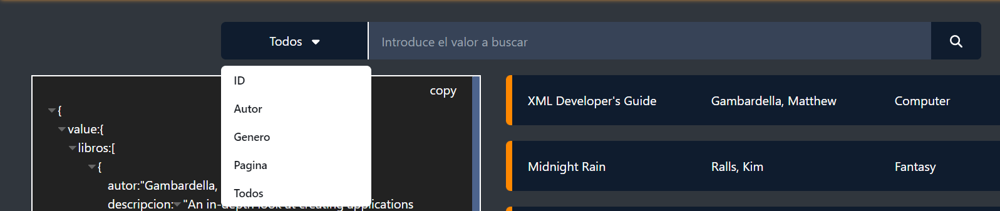 Todos
Introduce el valor a buscar
ID
Autor
Genero
Pagina
Todos
copy
{
value:{
libros:[
{
autor:"Gambardella,
descripcion: "An in-depth look at creating applications
XML Developer's Guide Gambardella, Matthew Computer
Midnight Rain Ralls, Kim Fantasy